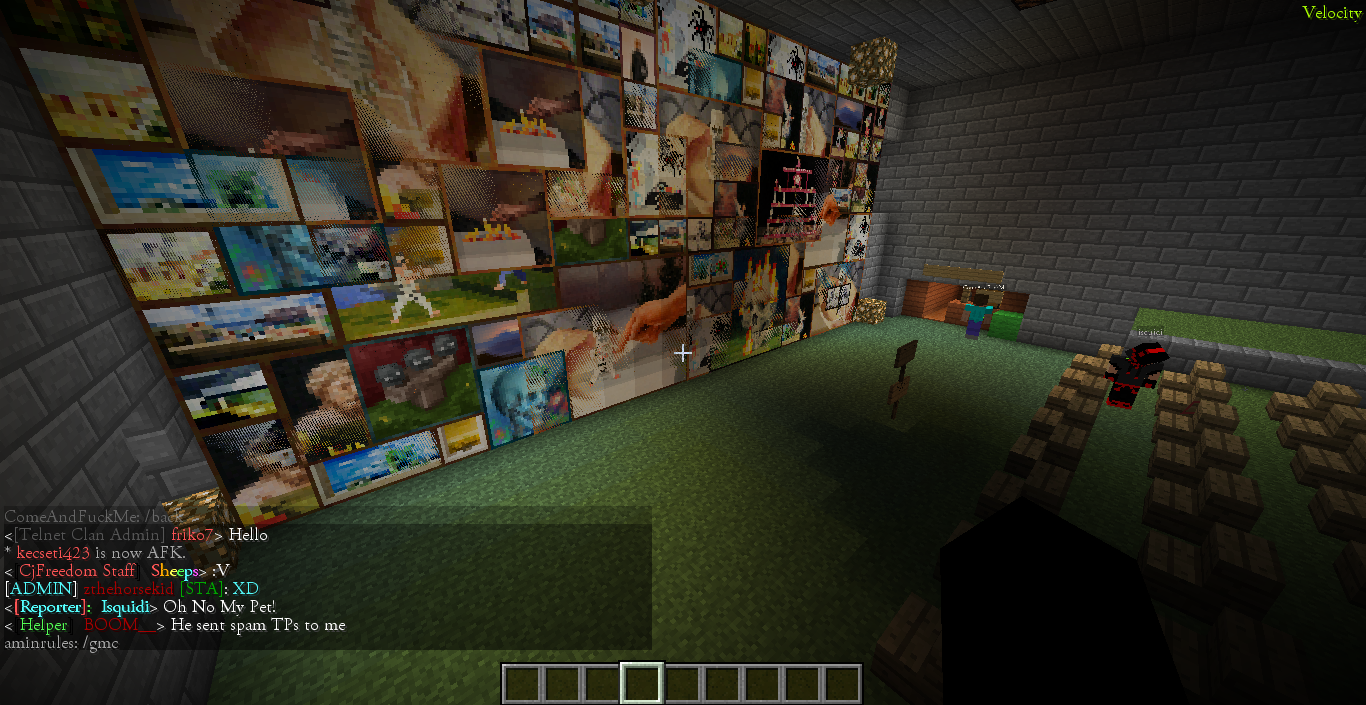 Velocity
Isquidi
ComeAndFuckMe: /back
<[Telnet Clan Admin] friko7> Hello
* kecseti423 is now AFK.
< CjFreedom Staff Sheeps> :V
[ADMIN] zthehorsekid [STA]: XD
<[Reporter]: Isquidi> Oh No My Pet!
< Helper BOOM__> He sent spam TPs to me
aminrules: /gmc